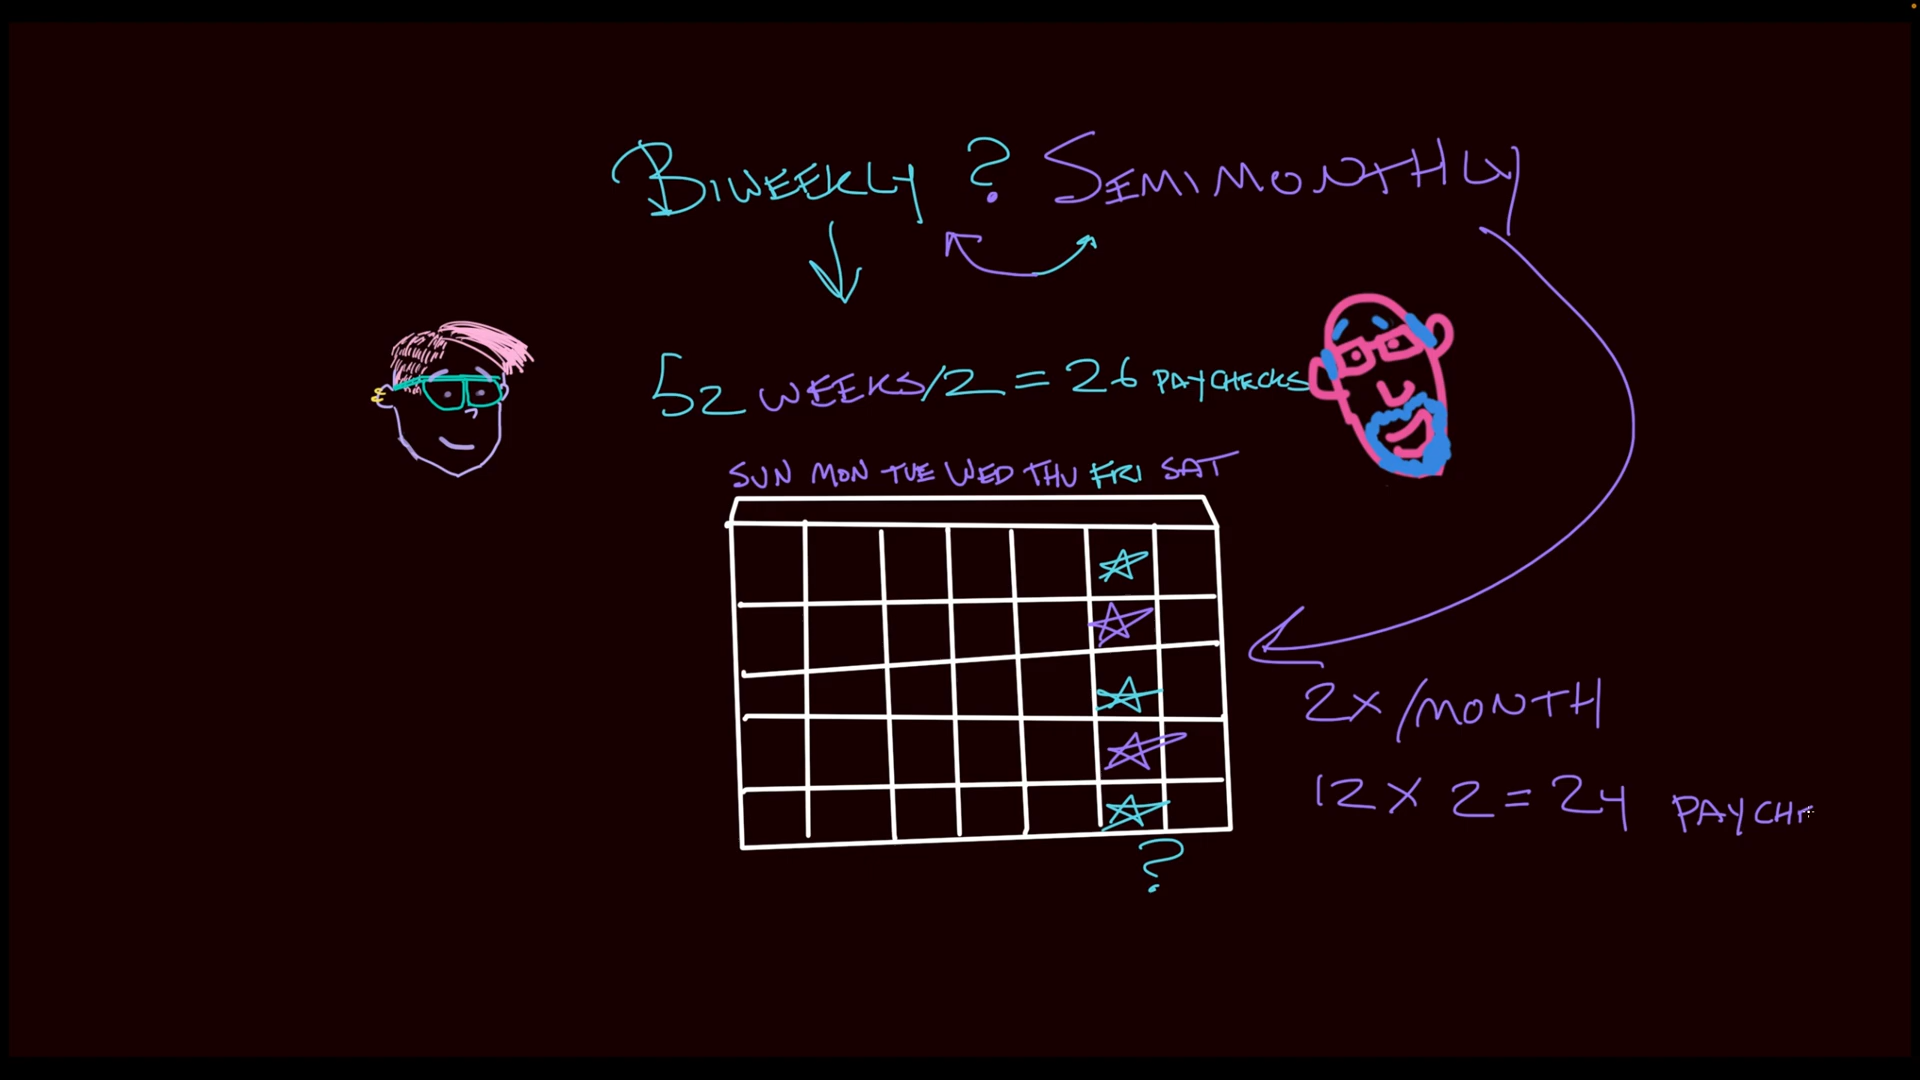 BIWEEKLY ? SEMIMONTHLY
52 WEEKS/2 = 26 PAYCHECKS
SUN MON TUE WED THU FRI SAT
2X/MONTH
12 X 2 = 24 PAYCH
?